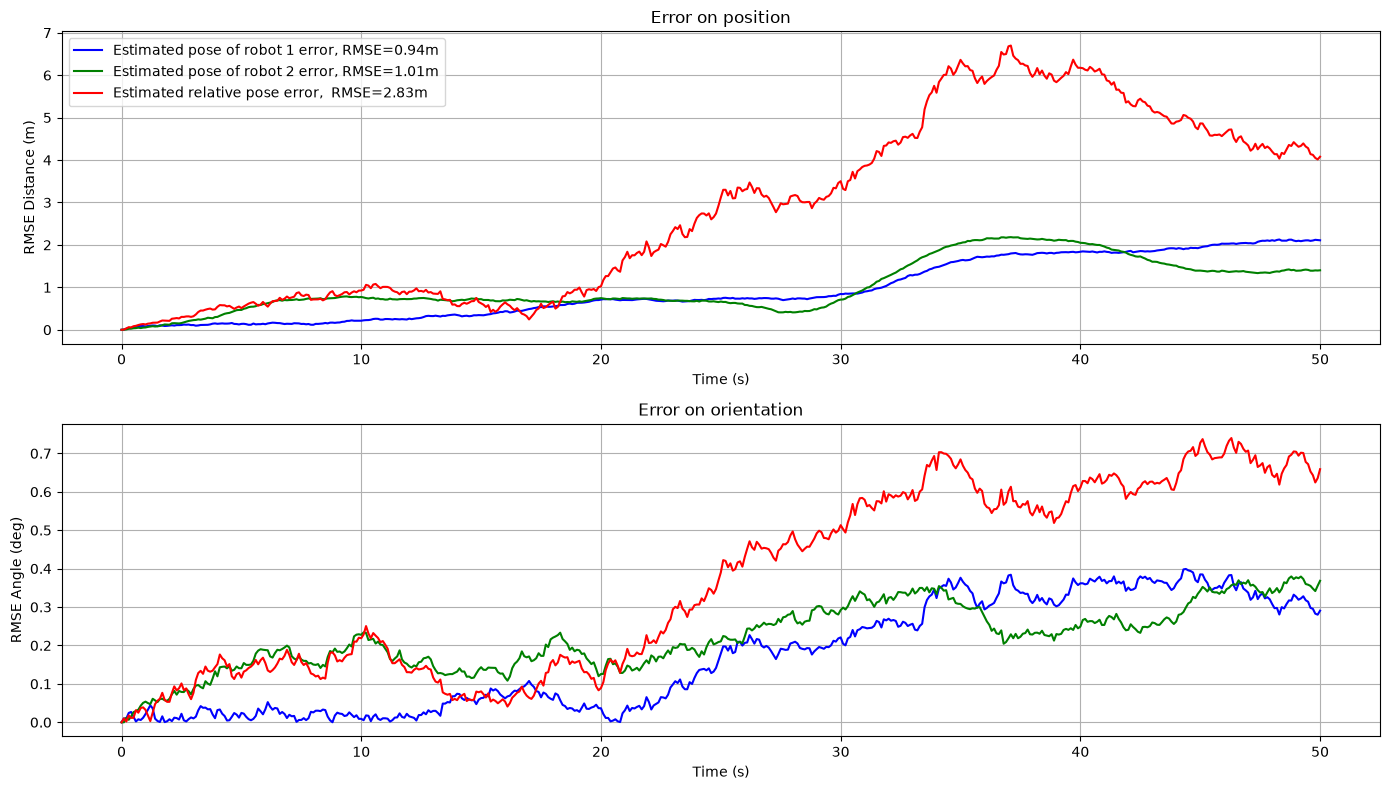 Error on position
7
6
5
4
3
2
1
0
RMSE Distance (m)
Estimated pose of robot 1 error, RMSE=0.94m
Estimated pose of robot 2 error, RMSE=1.01m
Estimated relative pose error,  RMSE=2.83m
0 10 20 30 40 50
Time (s)
Error on orientation
0.7
0.6
0.5
0.4
0.3
0.2
0.1
0.0
RMSE Angle (deg)
0 10 20 30 40 50
Time (s)